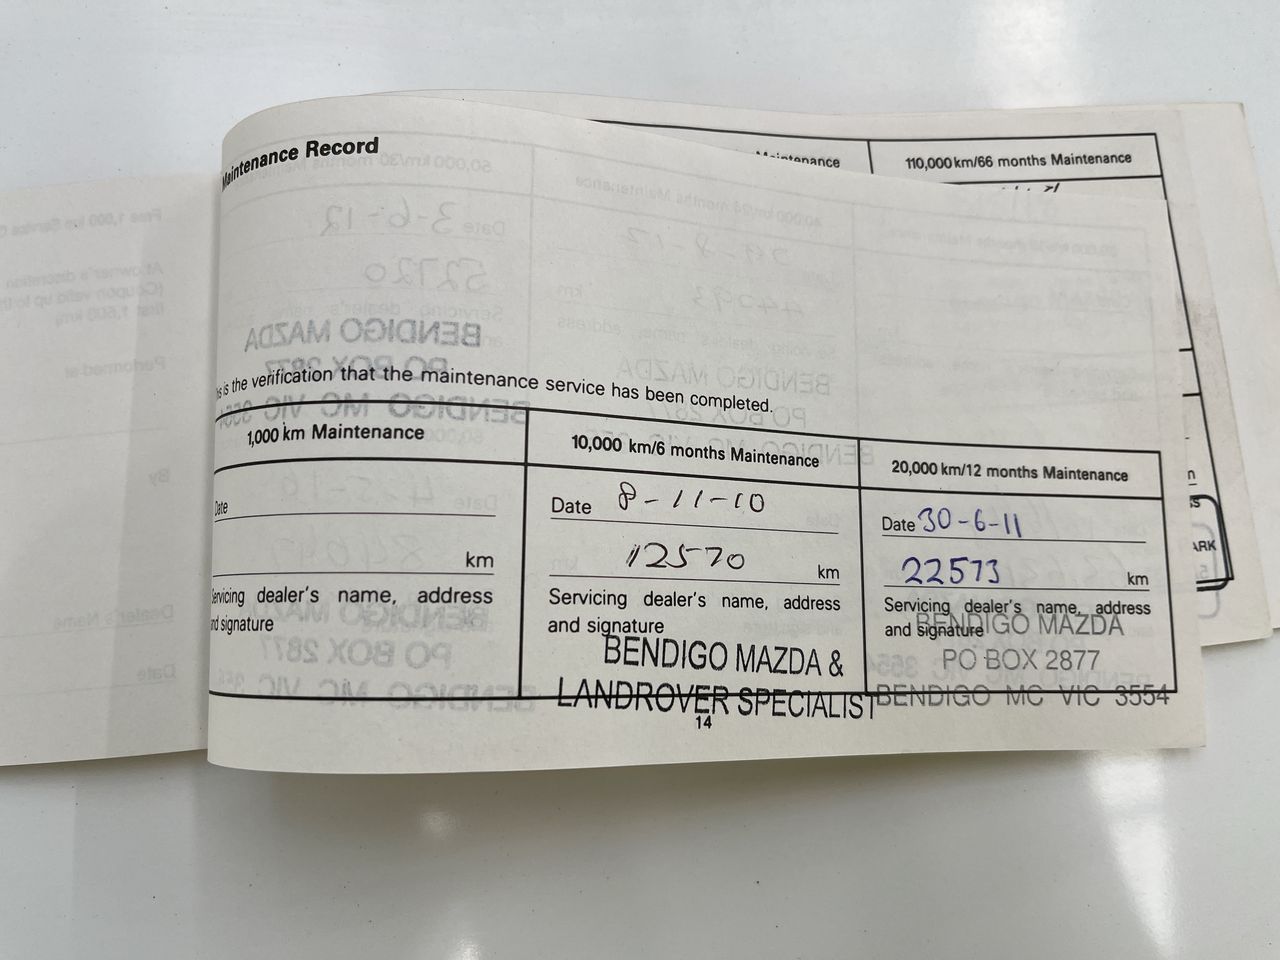 Maintenance Record
110,000 km/66 months Maintenance
This is the verification that the maintenance service has been completed.
1,000 km Maintenance
Date
km
Servicing dealer's name, address
and signature
10,000 km/6 months Maintenance
Date 8-11-10
12570 km
Servicing dealer's name, address
and signature
BENDIGO MAZDA &
LANDROVER SPECIALIST
20,000 km/12 months Maintenance
Date 30-6-11
22573 km
Servicing dealer's name, address
and signature
BENDIGO MAZDA
PO BOX 2877
BENDIGO MC VIC 3554
14